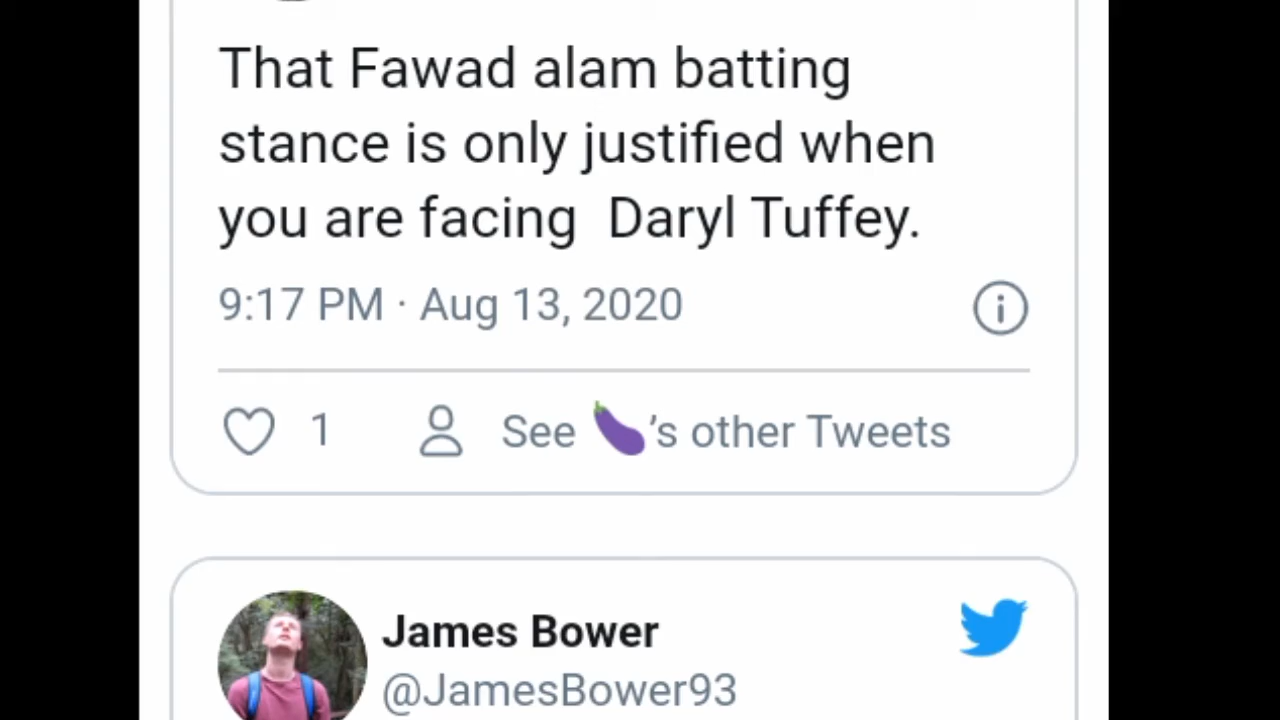 That Fawad alam batting
stance is only justified when
you are facing  Daryl Tuffey.
9:17 PM · Aug 13, 2020
1 See 🍆’s other Tweets
James Bower
@JamesBower93